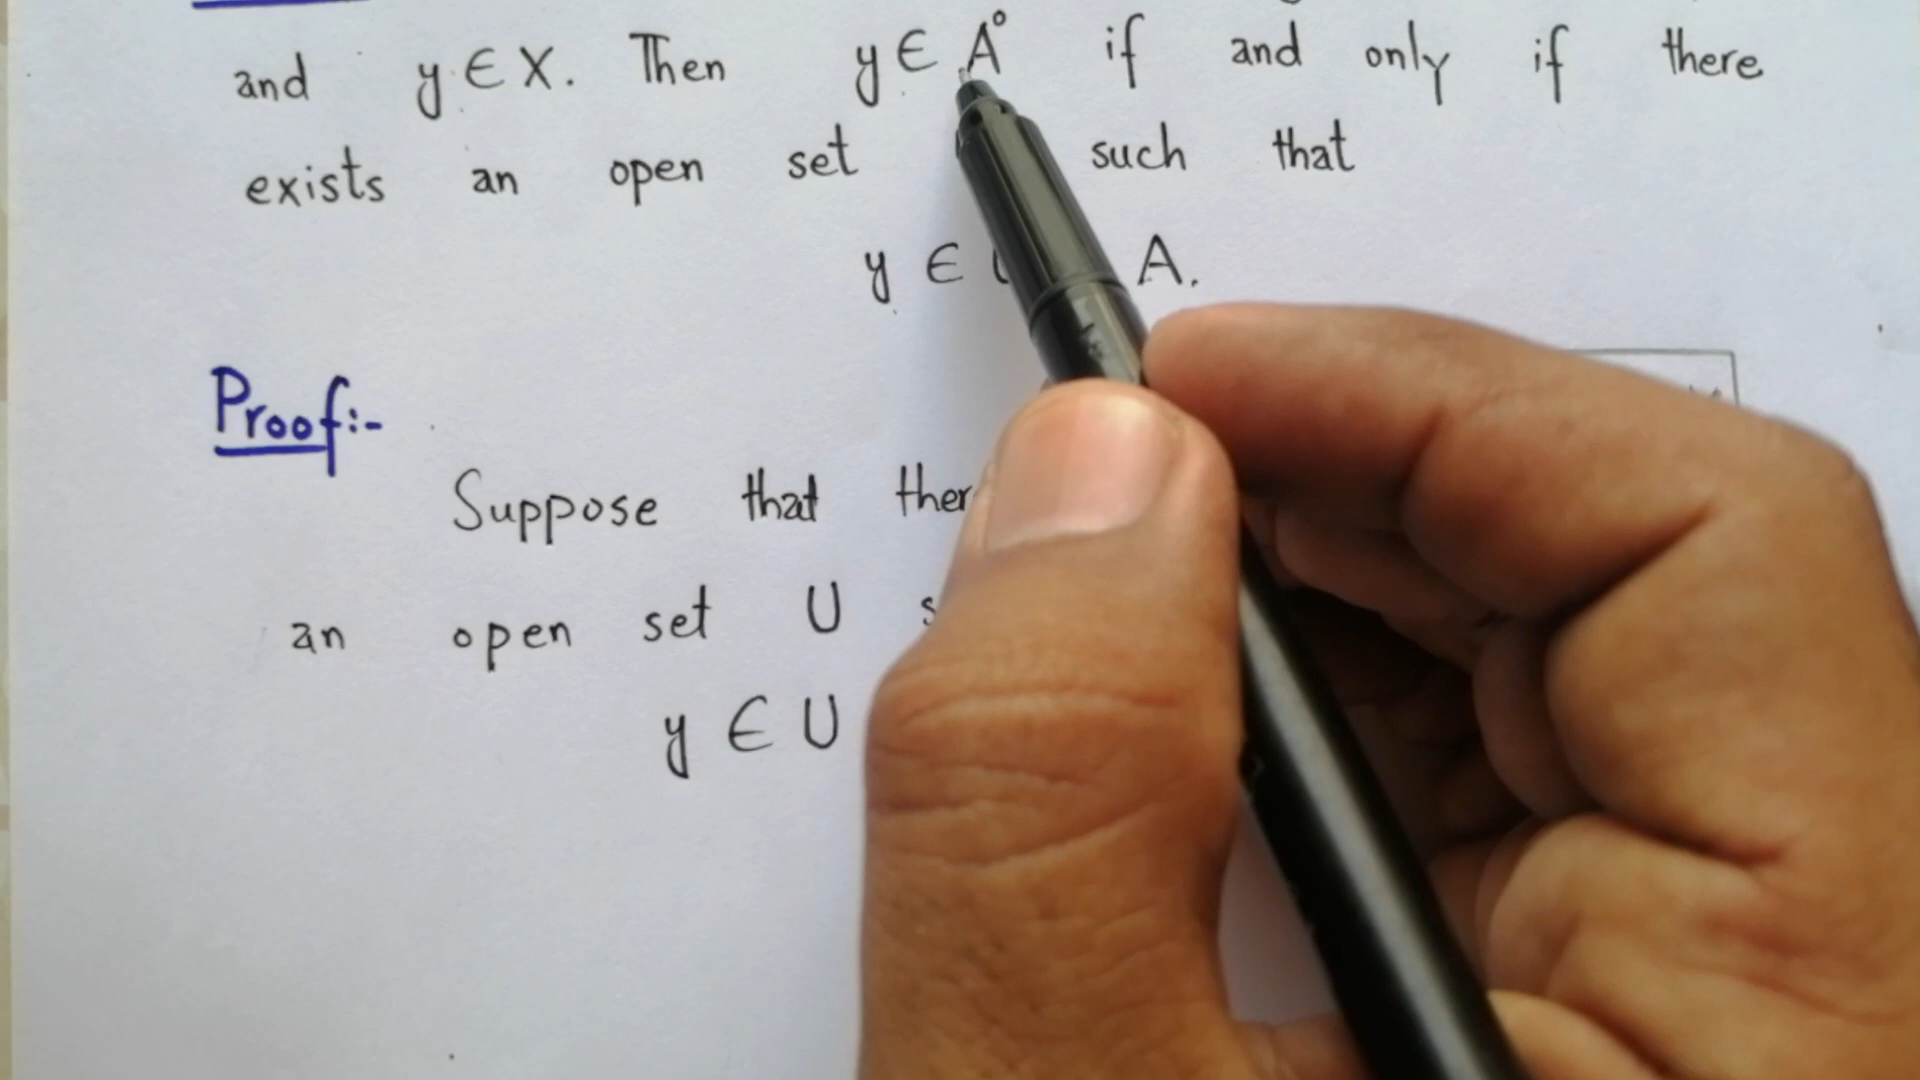 and y ∈ X. Then y ∈ A° if and only if there
exists an open set such that
y ∈ A.
Proof:-
Suppose that
an open set U
y ∈ U